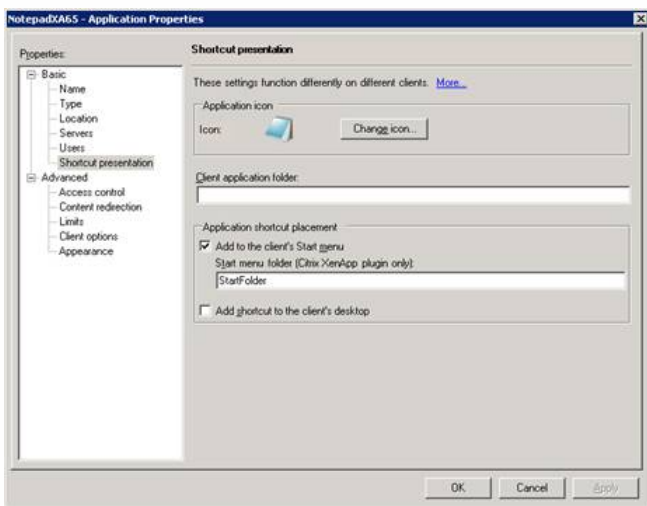 NotepadXA65 - Application Properties
Properties:
Basic
Name
Type
Location
Servers
Users
Shortcut presentation
Advanced
Access control
Content redirection
Limits
Client options
Appearance
Shortcut presentation
These settings function differently on different clients. More...
Application icon
Icon: Change icon...
Client application folder:
Application shortcut placement
Add to the client's Start menu
Start menu folder (Citrix XenApp plugin only):
StartFolder
Add shortcut to the client's desktop
OK Cancel Apply